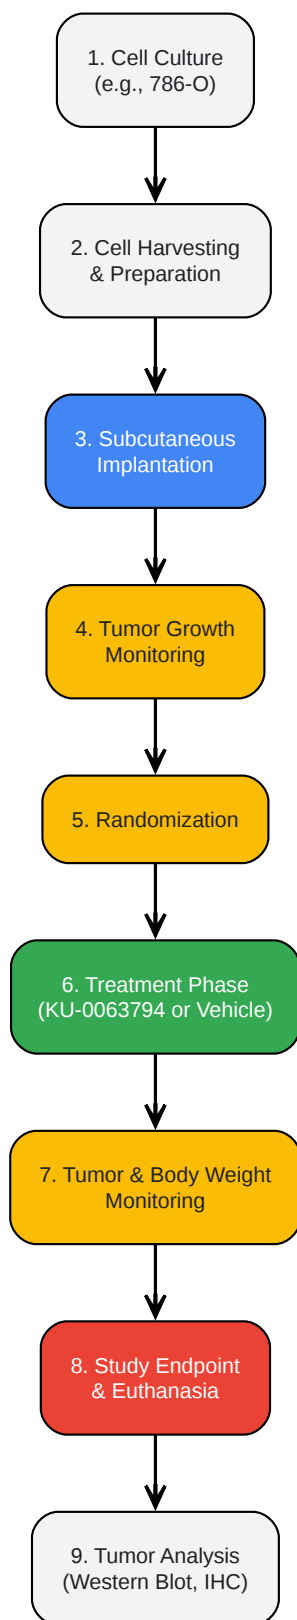 1. Cell Culture
(e.g., 786-O)
2. Cell Harvesting
& Preparation
3. Subcutaneous
Implantation
4. Tumor Growth
Monitoring
5. Randomization
6. Treatment Phase
(KU-0063794 or Vehicle)
7. Tumor & Body Weight
Monitoring
8. Study Endpoint
& Euthanasia
9. Tumor Analysis
(Western Blot, IHC)